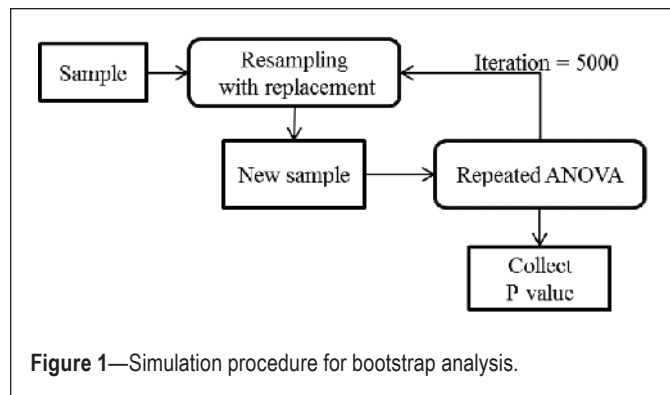 Sample
Resampling
with replacement
Iteration = 5000
New sample
Repeated ANOVA
Collect
P value
Figure 1—Simulation procedure for bootstrap analysis.